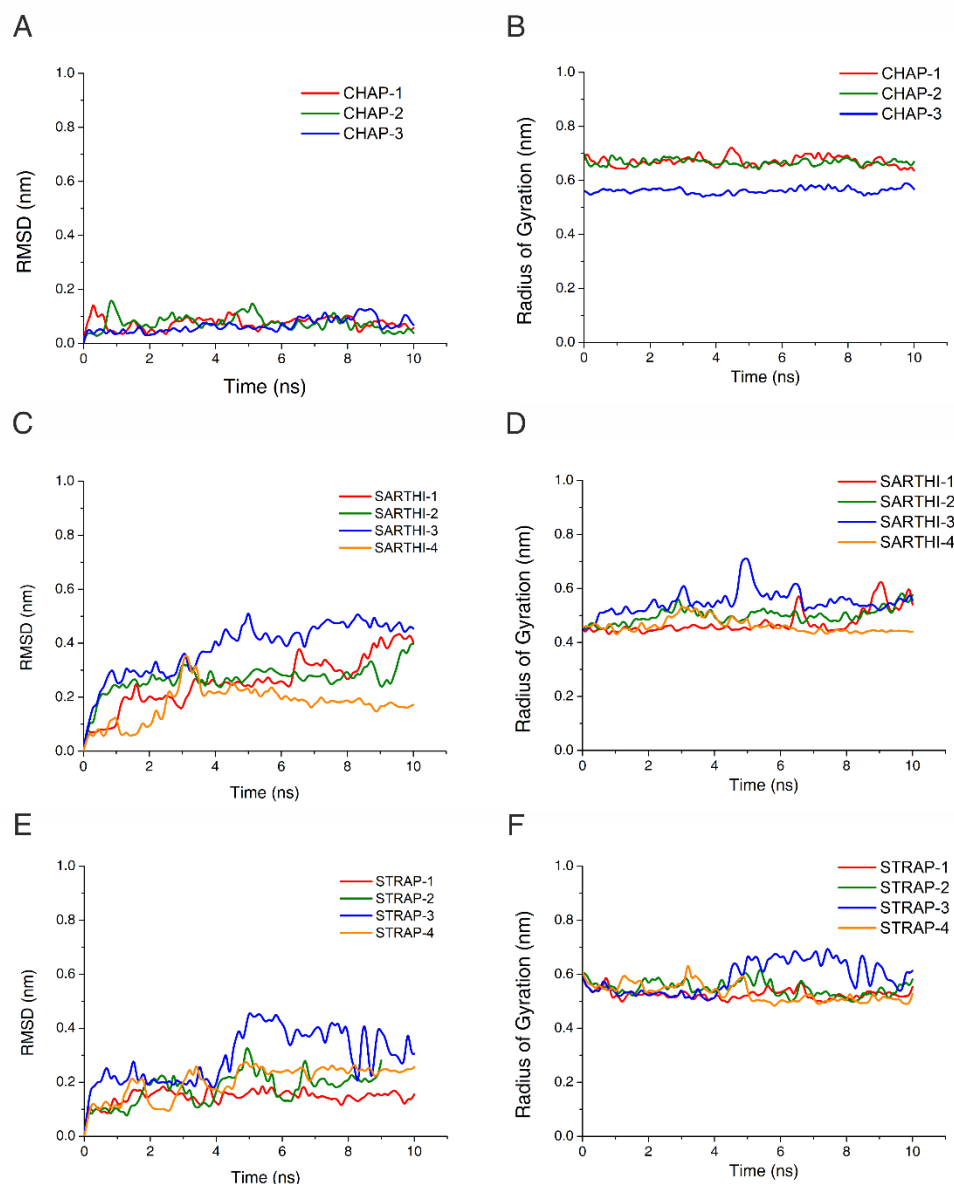 A
1.0
0.8
0.6
0.4
0.2
0.0
RMSD (nm)
CHAP-1
CHAP-2
CHAP-3
0 2 4 6 8 10
Time (ns)
B
1.0
0.8
0.6
0.4
0.2
0.0
Radius of Gyration (nm)
CHAP-1
CHAP-2
CHAP-3
0 2 4 6 8 10
Time (ns)
C
1.0
0.8
0.6
0.4
0.2
0.0
RMSD (nm)
SARTHI-1
SARTHI-2
SARTHI-3
SARTHI-4
0 2 4 6 8 10
Time (ns)
D
1.0
0.8
0.6
0.4
0.2
0.0
Radius of Gyration (nm)
SARTHI-1
SARTHI-2
SARTHI-3
SARTHI-4
0 2 4 6 8 10
Time (ns)
E
1.0
0.8
0.6
0.4
0.2
0.0
RMSD (nm)
STRAP-1
STRAP-2
STRAP-3
STRAP-4
0 2 4 6 8 10
Time (ns)
F
1.0
0.8
0.6
0.4
0.2
0.0
Radius of Gyration (nm)
STRAP-1
STRAP-2
STRAP-3
STRAP-4
0 2 4 6 8 10
Time (ns)